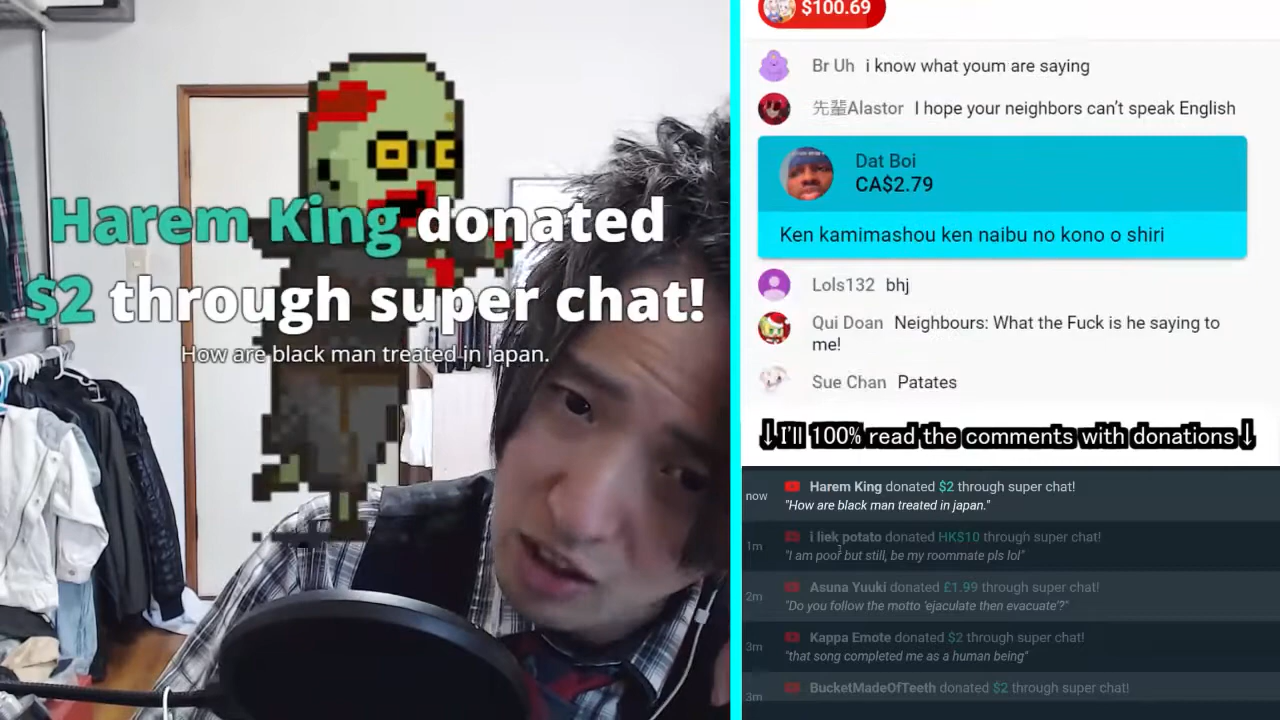 Harem King donated
$2 through super chat!
How are black man treated in japan.
$100.69
Br Uh i know what youm are saying
先輩Alastor I hope your neighbors can't speak English
Dat Boi
CA$2.79
Ken kamimashou ken naibu no kono o shiri
Lols132 bhj
Qui Doan Neighbours: What the Fuck is he saying to
me!
Sue Chan Patates
↓I'll 100% read the comments with donations↓
now Harem King donated $2 through super chat!
"How are black man treated in japan."
1m i liek potato donated HK$10 through super chat!
"I am poor but still, be my roommate pls lol"
2m Asuna Yuuki donated £1.99 through super chat!
"Do you follow the motto 'ejaculate then evacuate'?"
3m Kappa Emote donated $2 through super chat!
"that song completed me as a human being"
3m BucketMadeOfTeeth donated $2 through super chat!